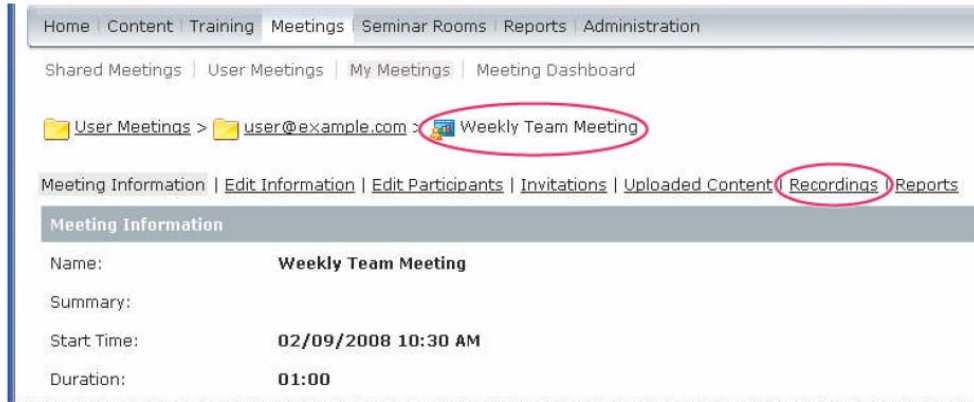 Home | Content | Training | Meetings | Seminar Rooms | Reports | Administration
Shared Meetings | User Meetings | My Meetings | Meeting Dashboard
User Meetings > user@example.com > Weekly Team Meeting
Meeting Information | Edit Information | Edit Participants | Invitations | Uploaded Content | Recordings | Reports
Meeting Information
Name: Weekly Team Meeting
Summary:
Start Time: 02/09/2008 10:30 AM
Duration: 01:00